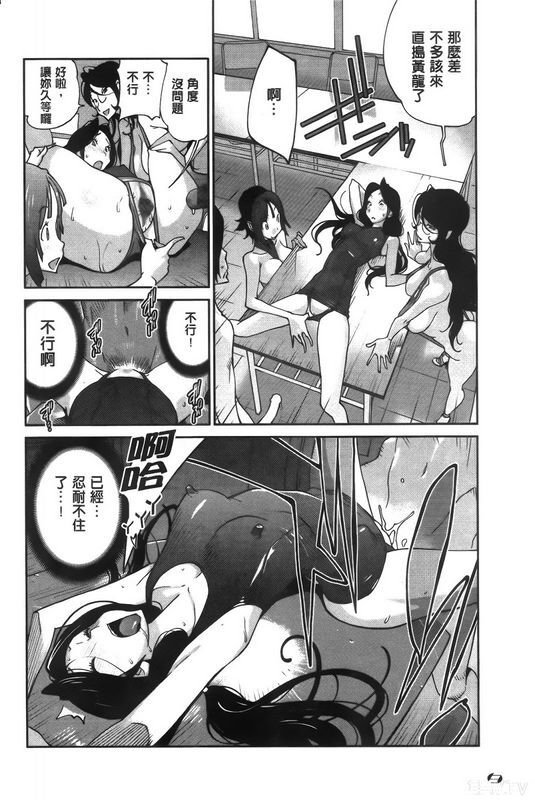 那麼差
不多該來
直搗黃龍了
啊…
角度
沒問題
不…
不行
好啦，
讓妳久等囉
不行！
不行啊
啊哈
已經…
忍耐不住
了…！